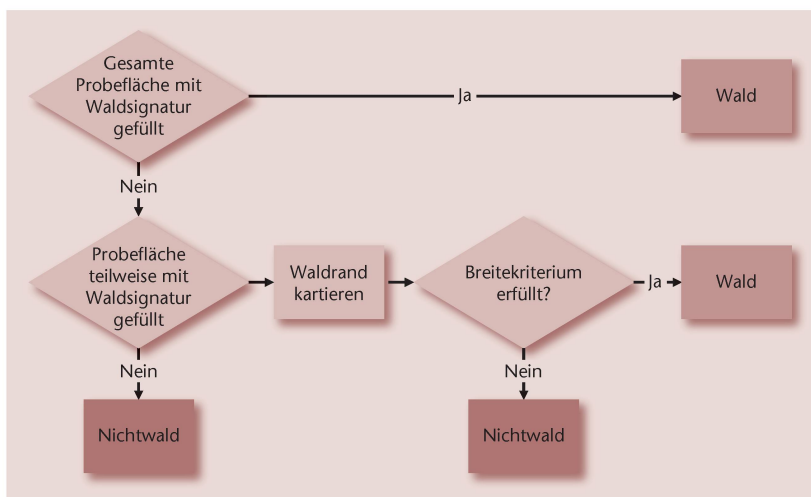 Gesamte
Probefläche mit
Waldsignatur
gefüllt
Ja
Wald
Nein
Probefläche
teilweise mit
Waldsignatur
gefüllt
Waldrand
kartieren
Breitekriterium
erfüllt?
Ja
Wald
Nein
Nein
Nichtwald
Nichtwald